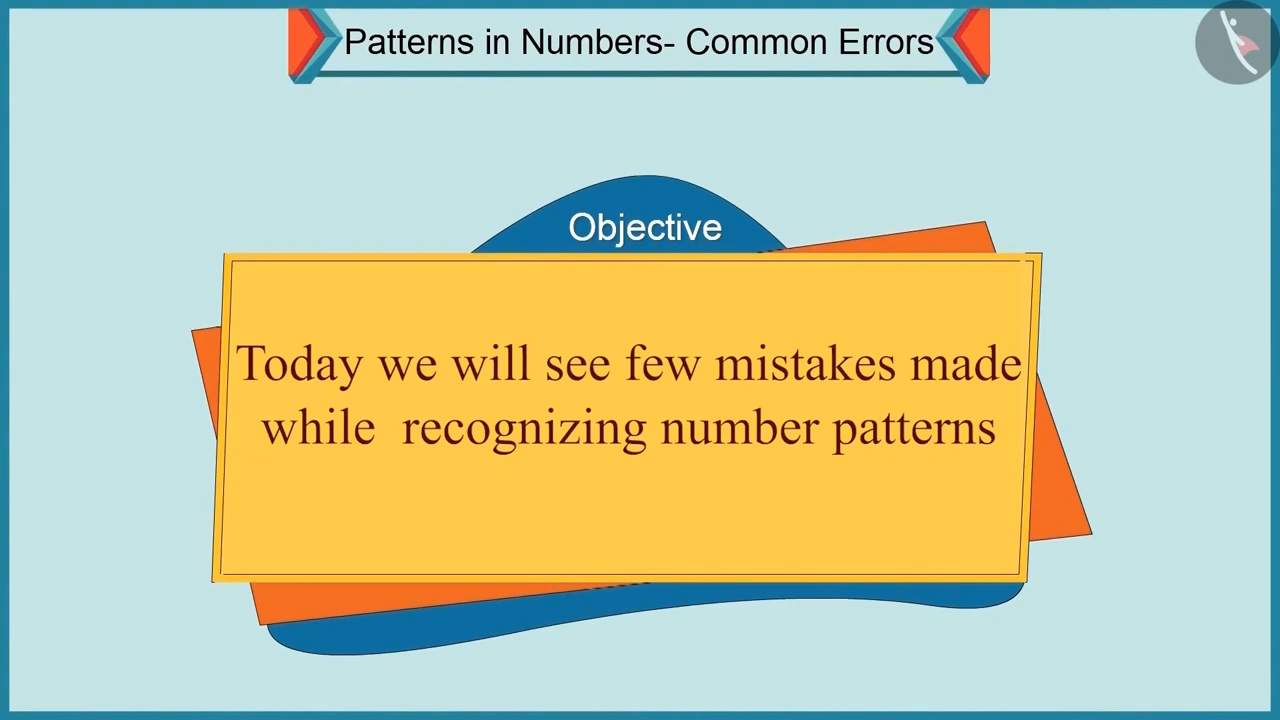 Patterns in Numbers- Common Errors
Objective
Today we will see few mistakes made
while recognizing number patterns